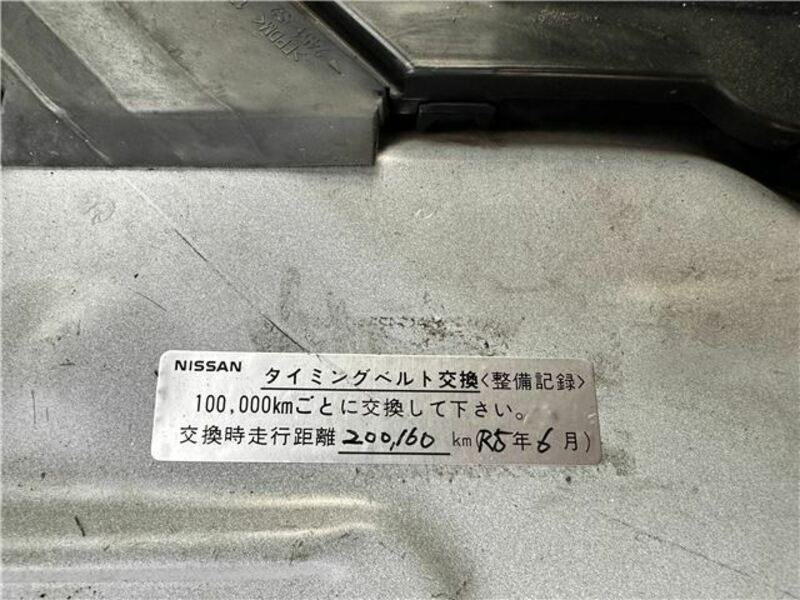 NISSAN タイミングベルト交換<整備記録>
100,000kmごとに交換して下さい。
交換時走行距離 200,160 km(R5年6月)